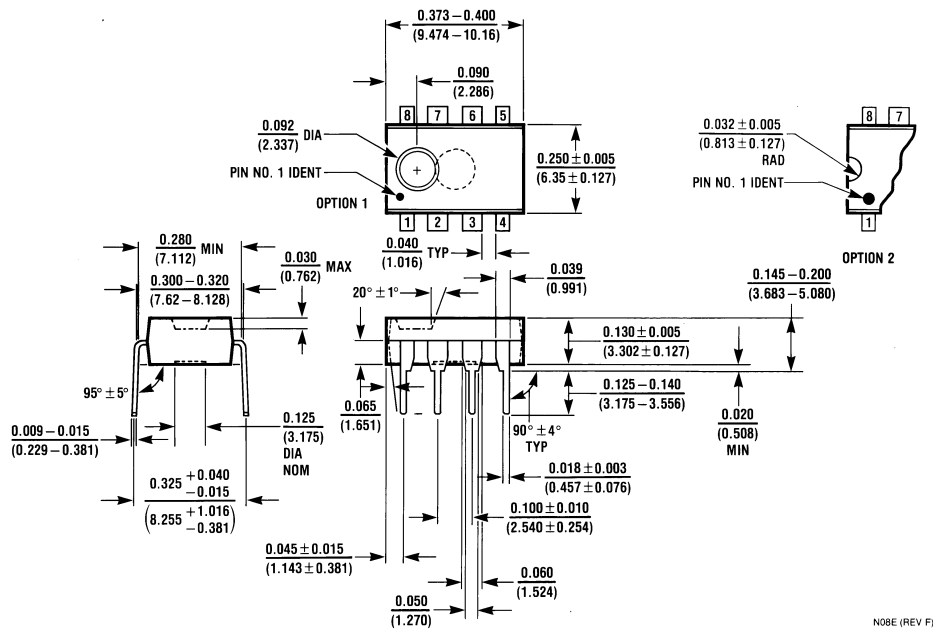 0.373 – 0.400
(9.474 – 10.16)
0.090
(2.286)
8 7 6 5
0.092 DIA
(2.337)
PIN NO. 1 IDENT
OPTION 1
+
1 2 3 4
0.250 ± 0.005
(6.35 ± 0.127)
8 7
0.032 ± 0.005
(0.813 ± 0.127)
RAD
PIN NO. 1 IDENT
1
OPTION 2
0.280 MIN
(7.112)
0.030 MAX
(0.762)
0.300 – 0.320
(7.62 – 8.128)
0.040 TYP
(1.016)
0.039
(0.991)
20° ± 1°
0.145 – 0.200
(3.683 – 5.080)
0.130 ± 0.005
(3.302 ± 0.127)
0.125 – 0.140
(3.175 – 3.556)
0.020
(0.508)
MIN
95° ± 5°
0.065
(1.651)
90° ± 4°
TYP
0.009 – 0.015
(0.229 – 0.381)
0.125
(3.175)
DIA
NOM
0.018 ± 0.003
(0.457 ± 0.076)
0.325 +0.040
–0.015
(8.255 +1.016
–0.381)
0.100 ± 0.010
(2.540 ± 0.254)
0.045 ± 0.015
(1.143 ± 0.381)
0.060
(1.524)
0.050
(1.270)
N08E (REV F)